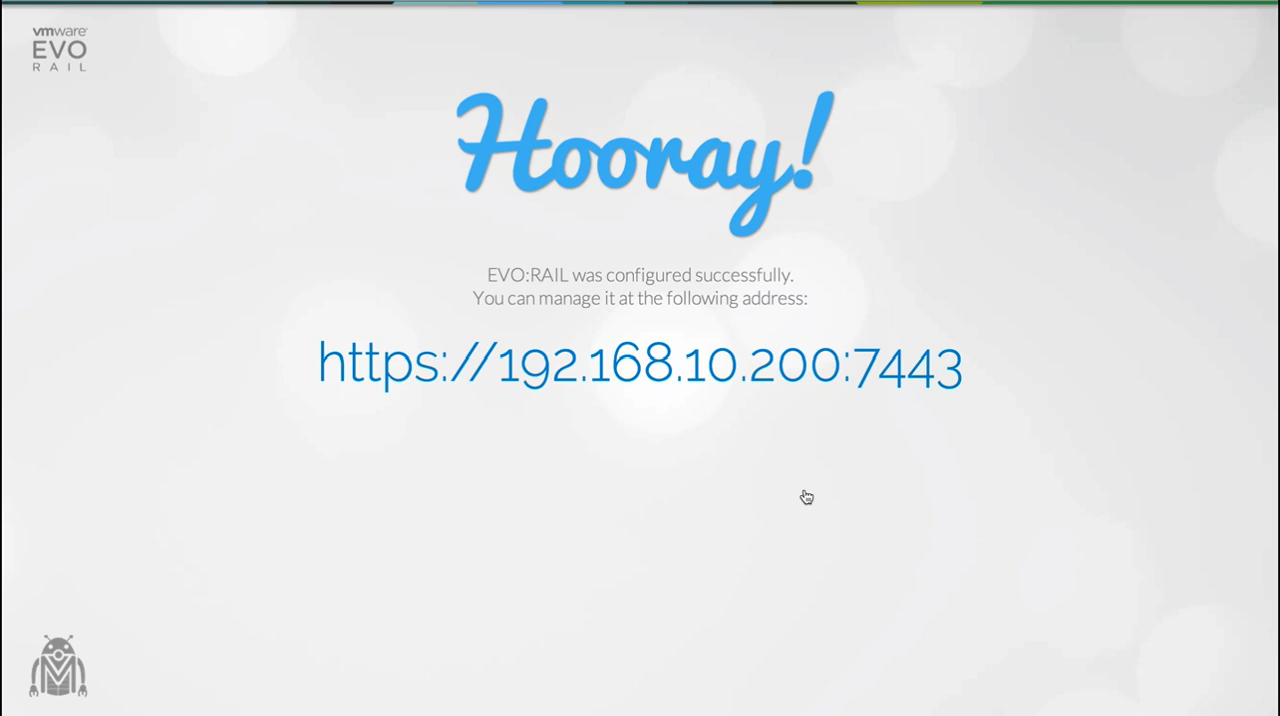 vmware
EVO
RAIL
Hooray!
EVO:RAIL was configured successfully.
You can manage it at the following address:
https://192.168.10.200:7443